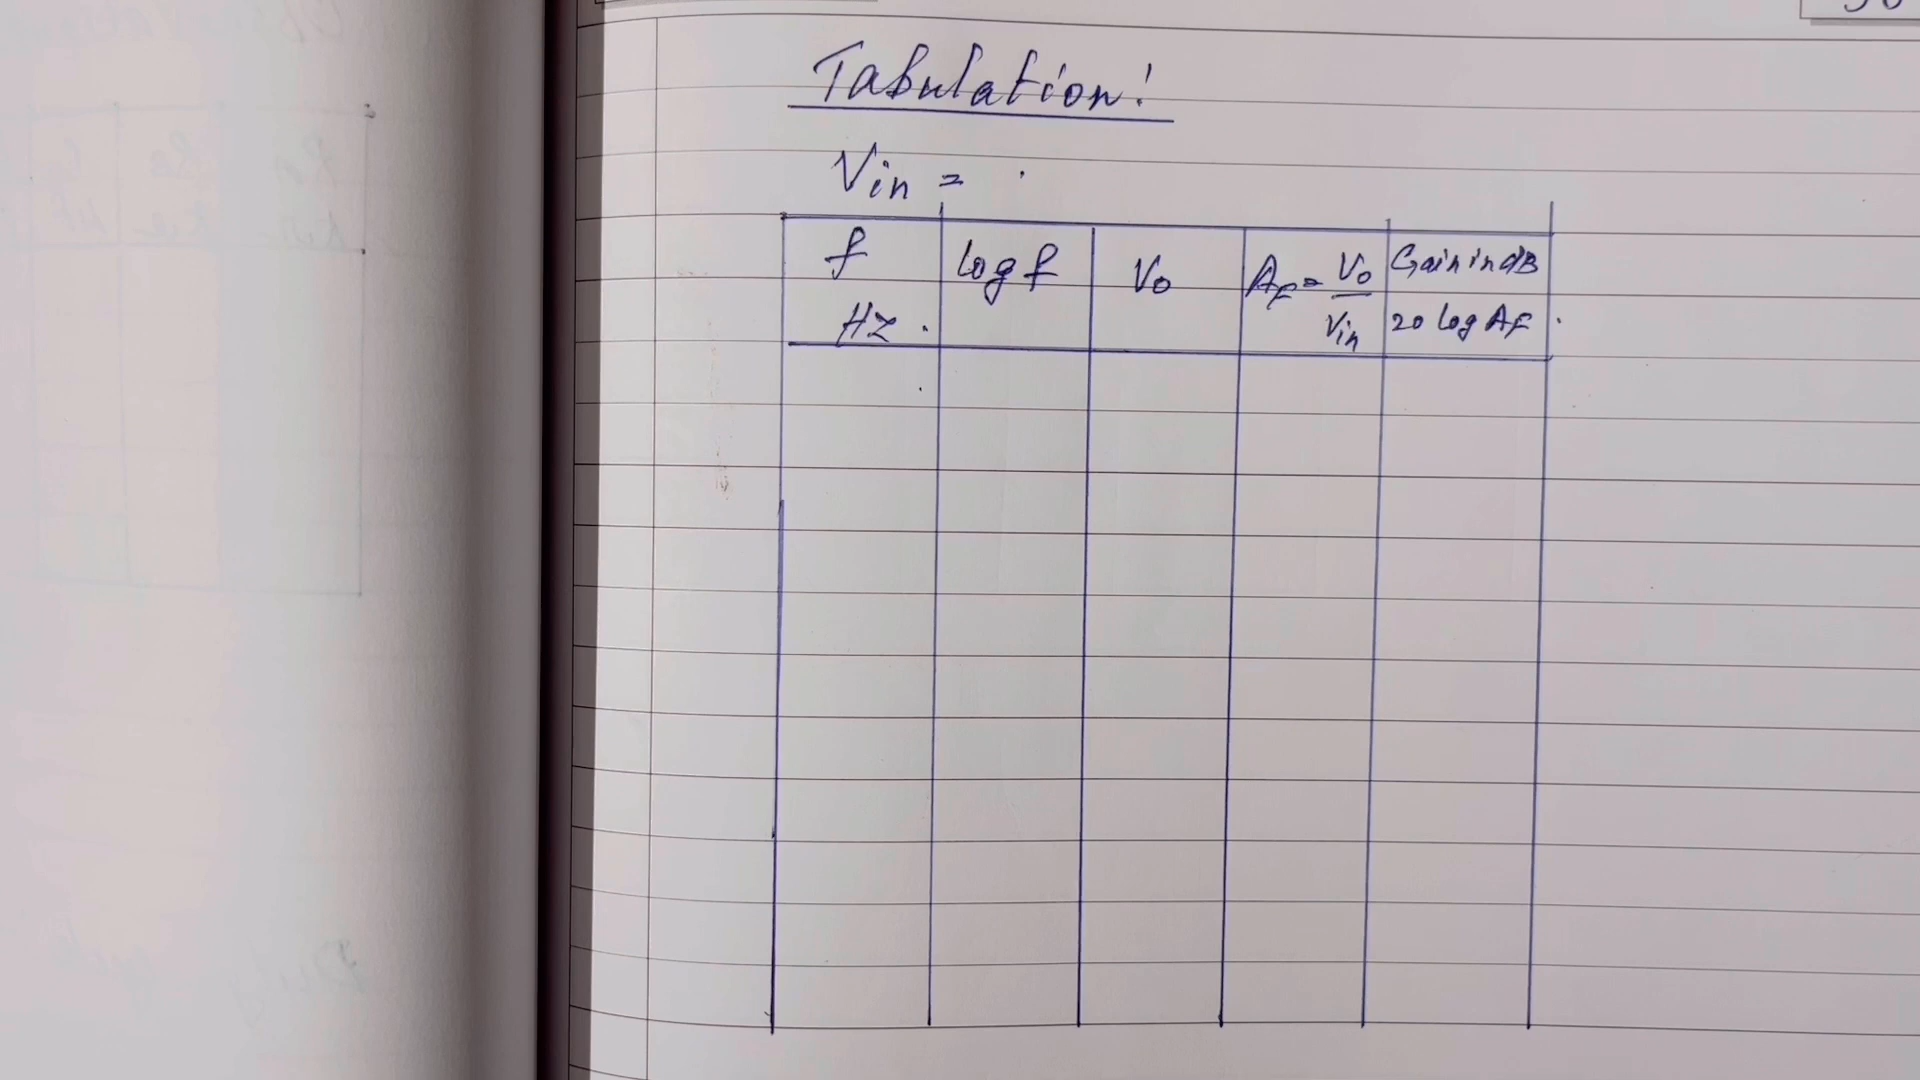 Tabulation:
Vin =
f Hz. | log f | Vo | AF = Vo/Vin | Gain in dB 20 log AF